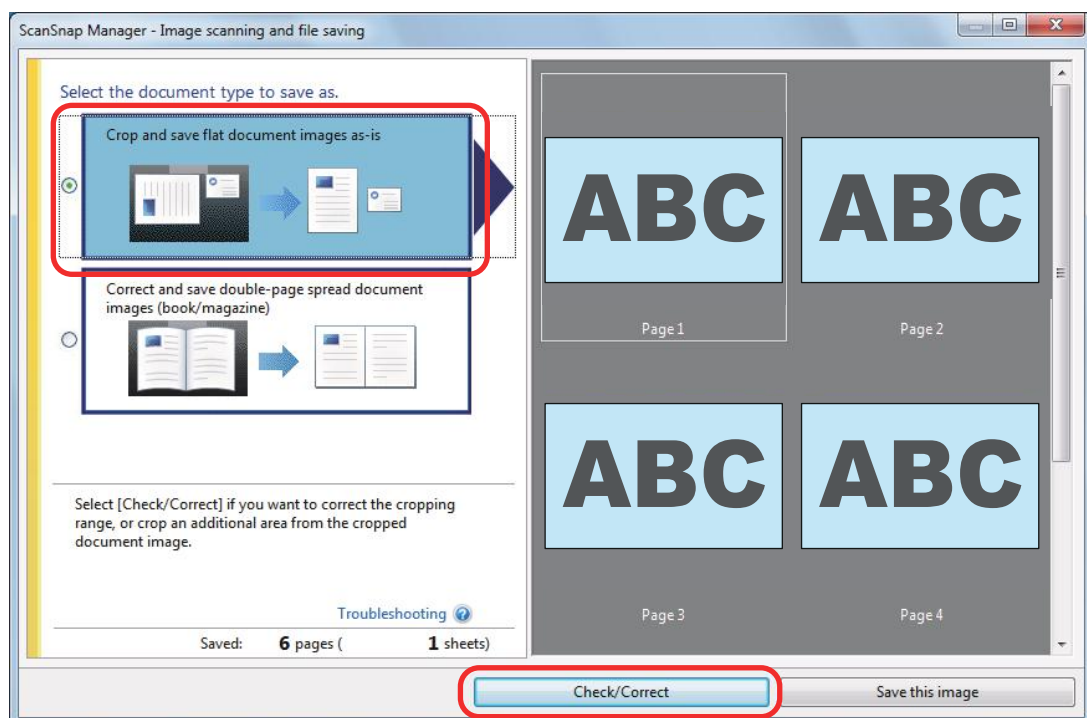 ScanSnap Manager - Image scanning and file saving
Select the document type to save as.
Crop and save flat document images as-is
Correct and save double-page spread document
images (book/magazine)
Select [Check/Correct] if you want to correct the cropping
range, or crop an additional area from the cropped
document image.
Troubleshooting ?
Saved: 6 pages ( 1 sheets)
ABC ABC
Page 1 Page 2
ABC ABC
Page 3 Page 4
Check/Correct Save this image